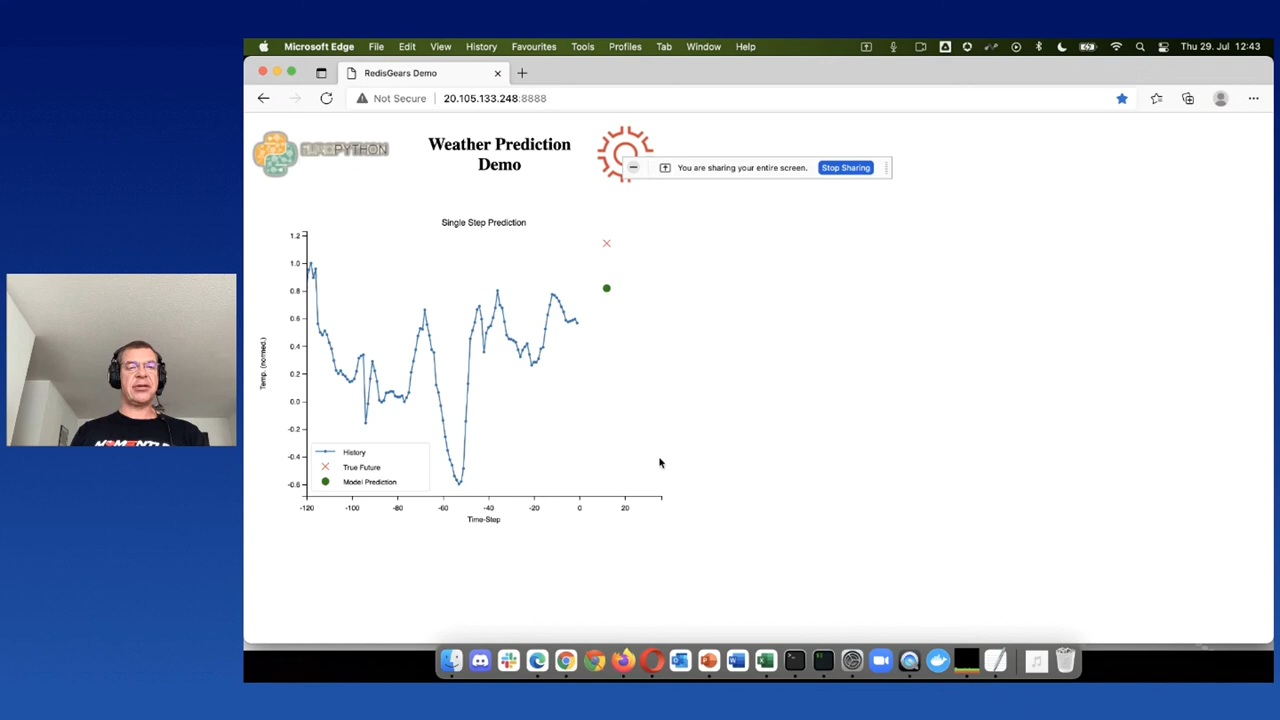 Microsoft Edge File Edit View History Favourites Tools Profiles Tab Window Help Thu 29. Jul 12:43
RedisGears Demo
Not Secure 20.105.133.248:8888
EUROPYTHON
Weather Prediction
Demo
You are sharing your entire screen. Stop Sharing
Single Step Prediction
1.2
1.0
0.8
0.6
0.4
0.2
0.0
-0.2
-0.4
-0.6
Temp. (normed.)
History
True Future
Model Prediction
-120 -100 -80 -60 -40 -20 0 20
Time-Step